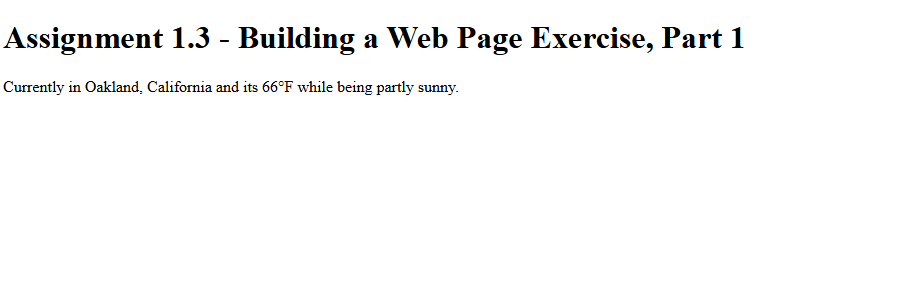 Assignment 1.3 - Building a Web Page Exercise, Part 1
Currently in Oakland, California and its 66°F while being partly sunny.